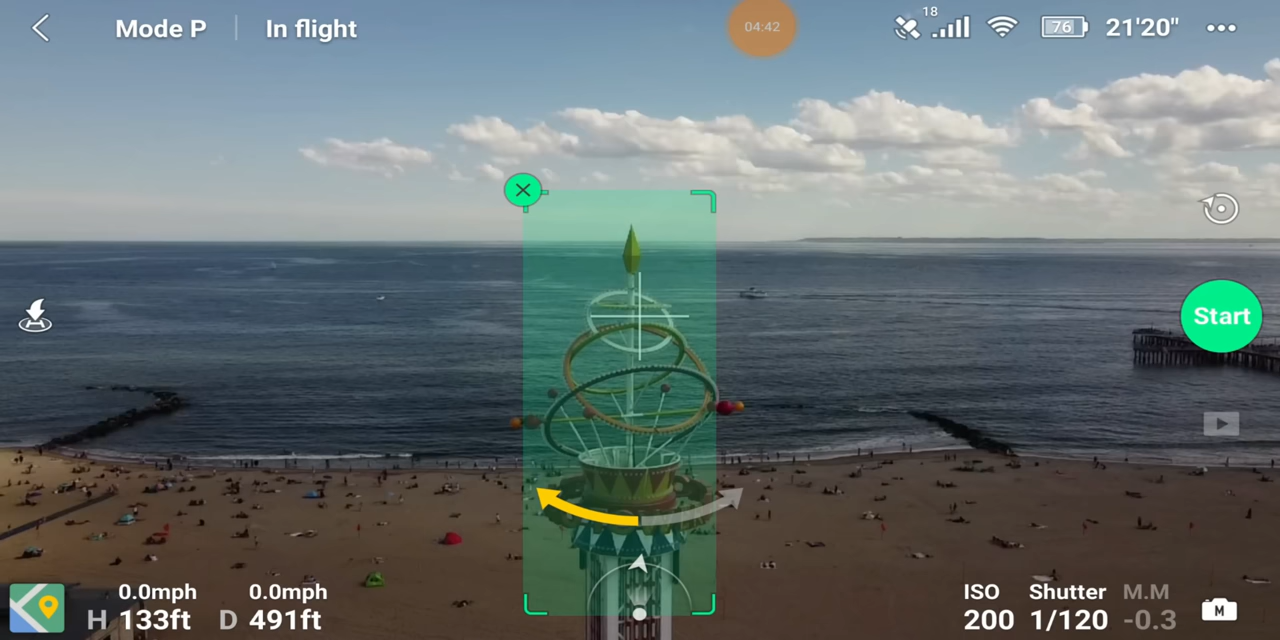 Mode P
In flight
04:42
18
76
21'20"
Start
0.0mph
0.0mph
H 133ft
D 491ft
ISO
Shutter
M.M
200
1/120
-0.3
M